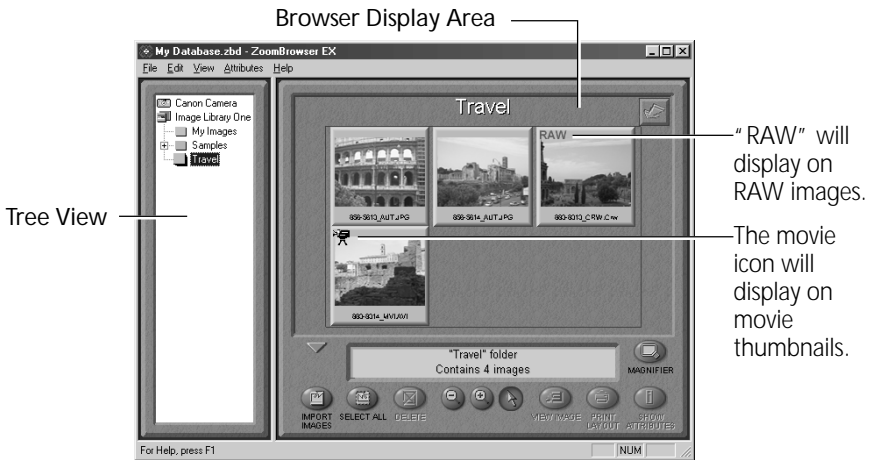 Browser Display Area
My Database.zbd - ZoomBrowser EX
File Edit View Attributes Help
Canon Camera
Image Library One
My Images
Samples
Travel
Travel
RAW
"RAW" will
display on
RAW images.
Tree View
The movie
icon will
display on
movie
thumbnails.
"Travel" folder
Contains 4 images
MAGNIFIER
IMPORT
IMAGES
SELECT ALL
DELETE
VIEW IMAGE
PRINT
LAYOUT
SHOW
ATTRIBUTES
For Help, press F1
NUM